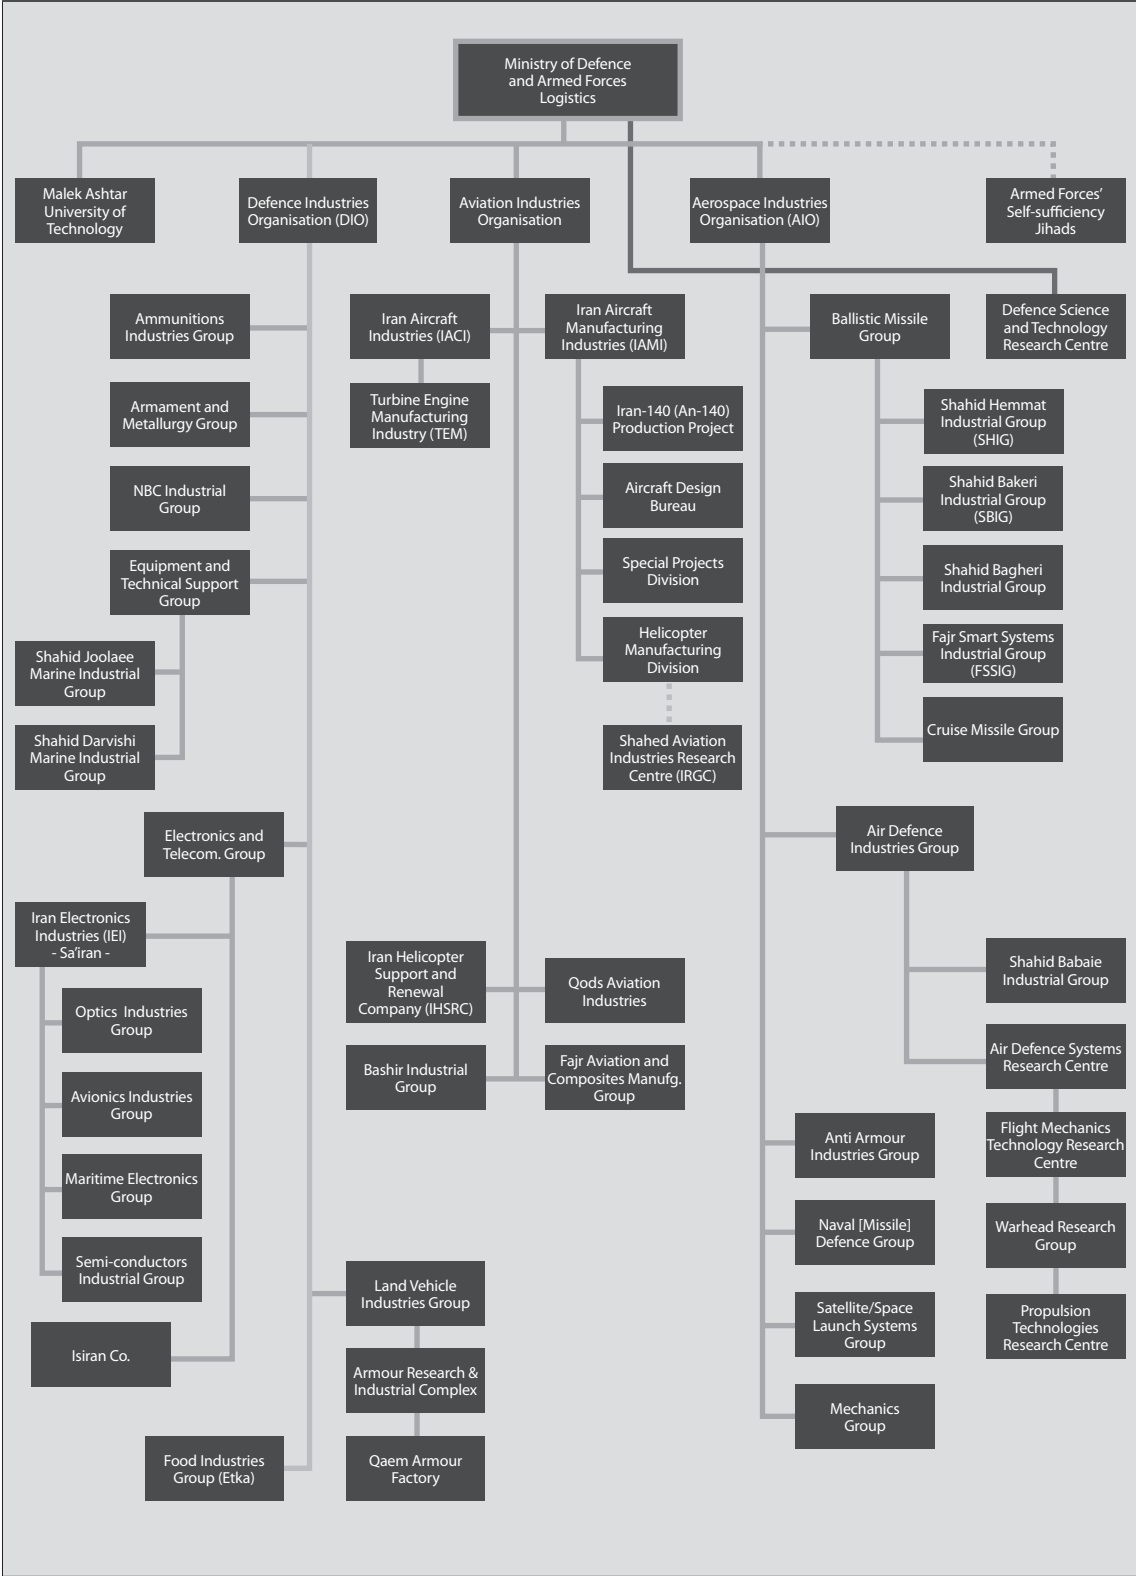 Ministry of Defence
and Armed Forces
Logistics
Malek Ashtar
University of
Technology
Defence Industries
Organisation (DIO)
Aviation Industries
Organisation
Aerospace Industries
Organisation (AIO)
Armed Forces’
Self-sufficiency
Jihads
Ammunitions
Industries Group
Iran Aircraft
Industries (IACI)
Iran Aircraft
Manufacturing
Industries (IAMI)
Ballistic Missile
Group
Defence Science
and Technology
Research Centre
Armament and
Metallurgy Group
Turbine Engine
Manufacturing
Industry (TEM)
Iran-140 (An-140)
Production Project
Shahid Hemmat
Industrial Group
(SHIG)
NBC Industrial
Group
Aircraft Design
Bureau
Shahid Bakeri
Industrial Group
(SBIG)
Equipment and
Technical Support
Group
Special Projects
Division
Shahid Bagheri
Industrial Group
Shahid Joolaee
Marine Industrial
Group
Helicopter
Manufacturing
Division
Fajr Smart Systems
Industrial Group
(FSSIG)
Shahid Darvishi
Marine Industrial
Group
Shahed Aviation
Industries Research
Centre (IRGC)
Cruise Missile Group
Electronics and
Telecom. Group
Air Defence
Industries Group
Iran Electronics
Industries (IEI)
- Sa’iran -
Iran Helicopter
Support and
Renewal
Company (IHSRC)
Qods Aviation
Industries
Shahid Babaie
Industrial Group
Optics Industries
Group
Bashir Industrial
Group
Fajr Aviation and
Composites Manufg.
Group
Air Defence Systems
Research Centre
Avionics Industries
Group
Anti Armour
Industries Group
Flight Mechanics
Technology Research
Centre
Maritime Electronics
Group
Naval [Missile]
Defence Group
Warhead Research
Group
Semi-conductors
Industrial Group
Land Vehicle
Industries Group
Satellite/Space
Launch Systems
Group
Propulsion
Technologies
Research Centre
Isiran Co.
Armour Research &
Industrial Complex
Mechanics
Group
Food Industries
Group (Etka)
Qaem Armour
Factory